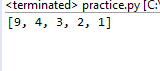 <terminated> practice.py [C:\
[9, 4, 3, 2, 1]